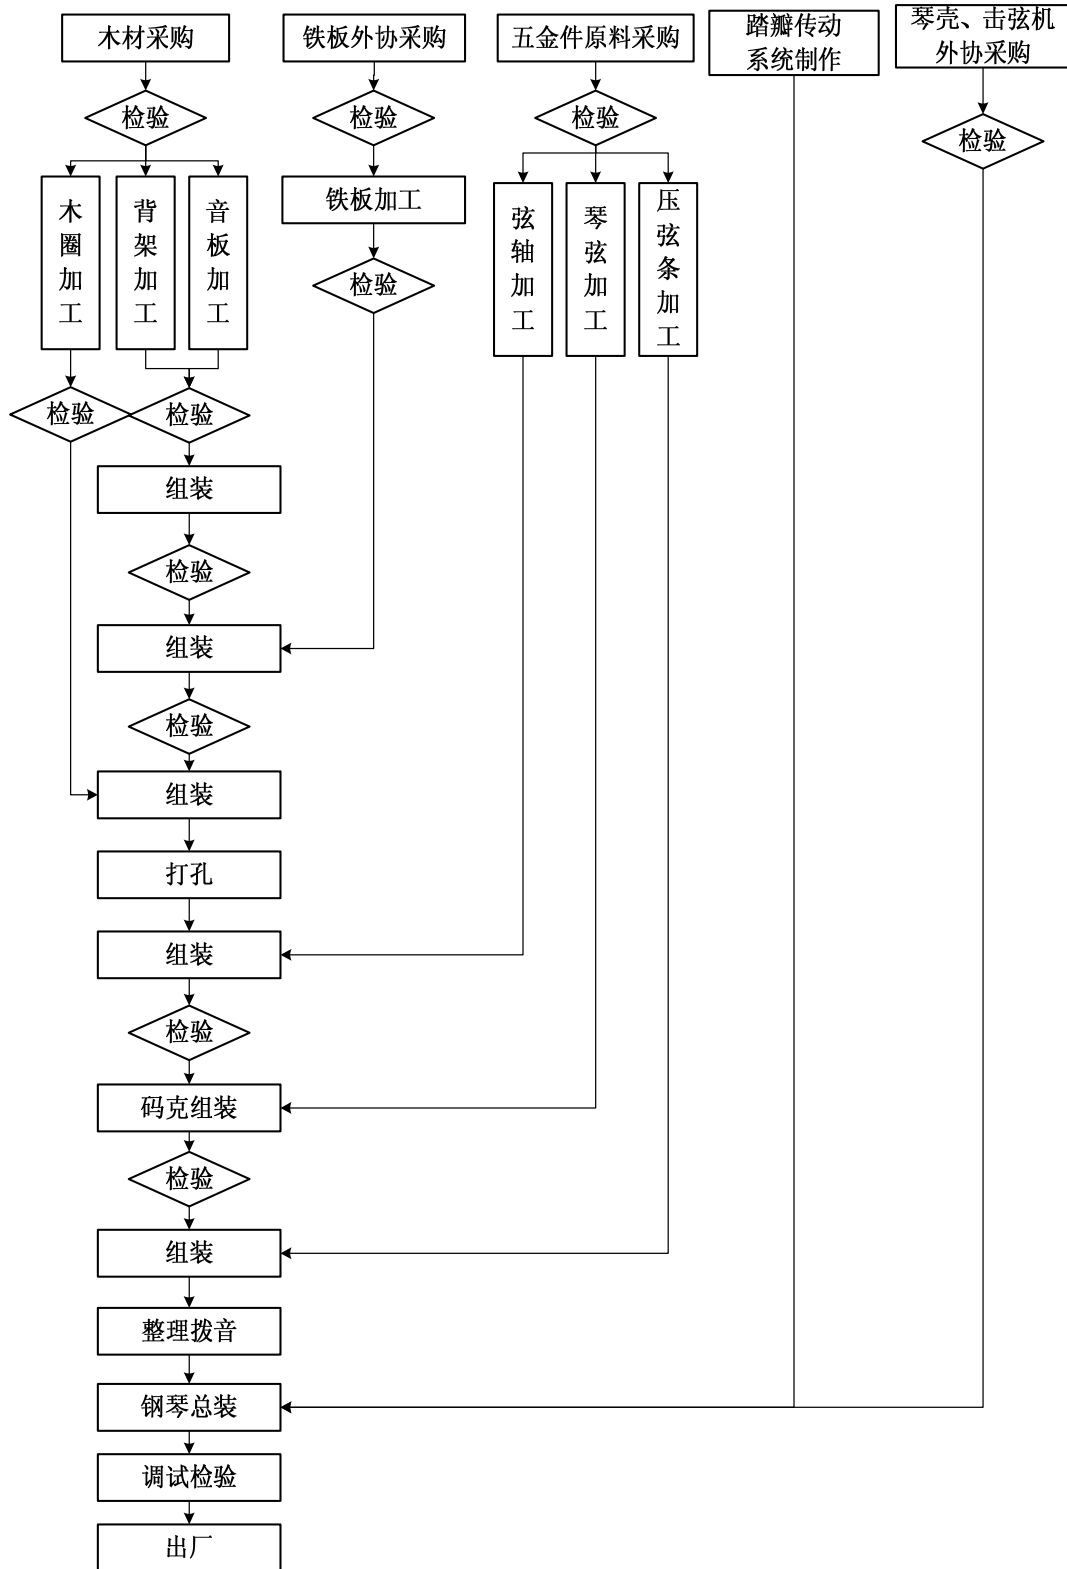 木材采购
铁板外协采购
五金件原料采购
踏瓣传动
系统制作
琴壳、击弦机
外协采购
检验
检验
检验
检验
木圈加工
背架加工
音板加工
铁板加工
弦轴加工
琴弦加工
压弦条加工
检验
检验
检验
组装
检验
组装
检验
组装
打孔
组装
检验
码克组装
检验
组装
整理拨音
钢琴总装
调试检验
出厂